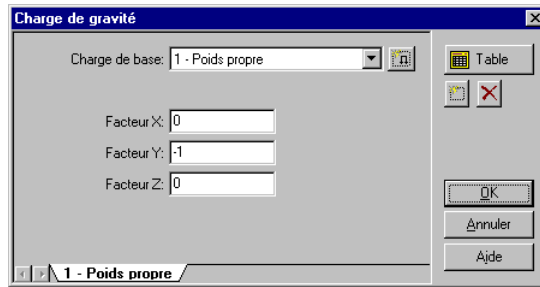 Charge de gravité
Charge de base: 1 - Poids propre
Table
Facteur X: 0
Facteur Y: -1
Facteur Z: 0
OK
Annuler
Aide
1 - Poids propre